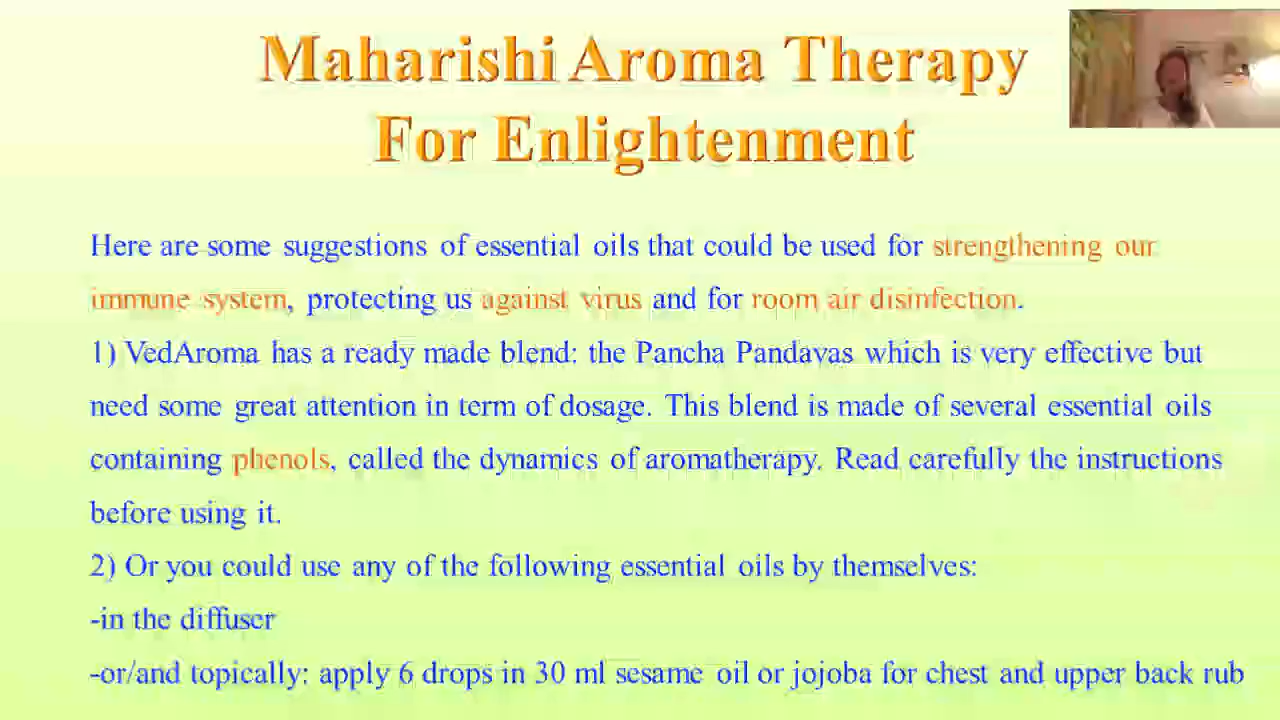 Maharishi Aroma Therapy
For Enlightenment
Here are some suggestions of essential oils that could be used for strengthening our
immune system, protecting us against virus and for room air disinfection.
1) VedAroma has a ready made blend: the Pancha Pandavas which is very effective but
need some great attention in term of dosage. This blend is made of several essential oils
containing phenols, called the dynamics of aromatherapy. Read carefully the instructions
before using it.
2) Or you could use any of the following essential oils by themselves:
-in the diffuser
-or/and topically: apply 6 drops in 30 ml sesame oil or jojoba for chest and upper back rub